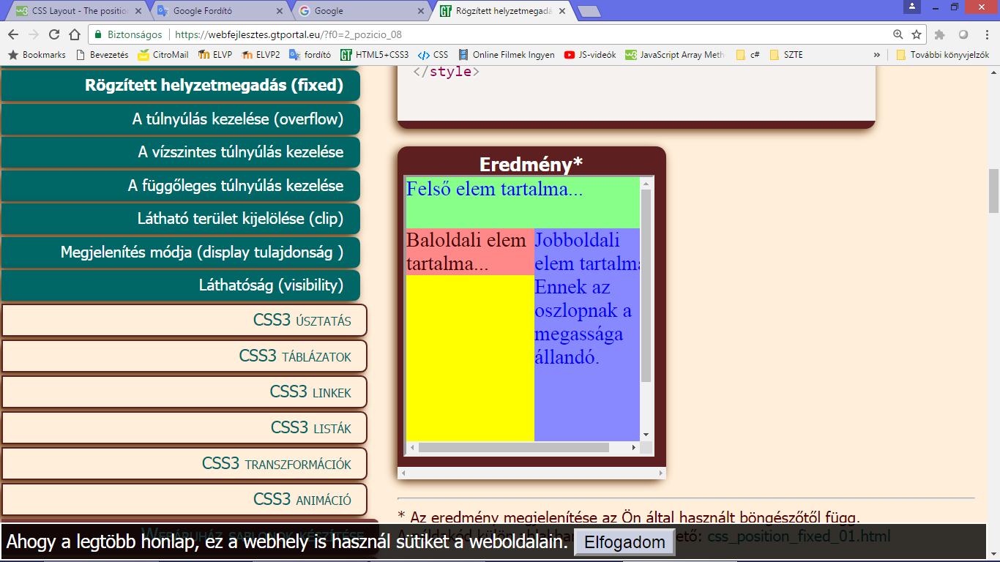 CSS Layout - The position
Google Fordító
Google
Rögzített helyzetmegadá
Biztonságos
https://webfejlesztes.gtportal.eu/?f0=2_pozicio_08
Bookmarks
Bevezetés
CitroMail
ELVP
ELVP2
fordító
HTML5+CSS3
CSS
Online Filmek Ingyen
JS-videók
JavaScript Array Meth
c#
SZTE
»
További könyvjelzők
Rögzített helyzetmegadás (fixed)
A túlnyúlás kezelése (overflow)
A vízszintes túlnyúlás kezelése
A függőleges túlnyúlás kezelése
Látható terület kijelölése (clip)
Megjelenítés módja (display tulajdonság )
Láthatóság (visibility)
CSS3 ÚSZTATÁS
CSS3 TÁBLÁZATOK
CSS3 LINKEK
CSS3 LISTÁK
CSS3 TRANSZFORMÁCIÓK
CSS3 ANIMÁCIÓ
WEBÁRUHÁZ SABLONOK KÉSZÍTÉSE
</style>
Eredmény*
Felső elem tartalma...
Baloldali elem
tartalma...
Jobboldali
elem tartalma
Ennek az
oszlopnak a
megassága
állandó.
* Az eredmény megjelenítése az Ön által használt böngészőtől függ.
ető: css_position_fixed_01.html
Ahogy a legtöbb honlap, ez a webhely is használ sütiket a weboldalain.
Elfogadom